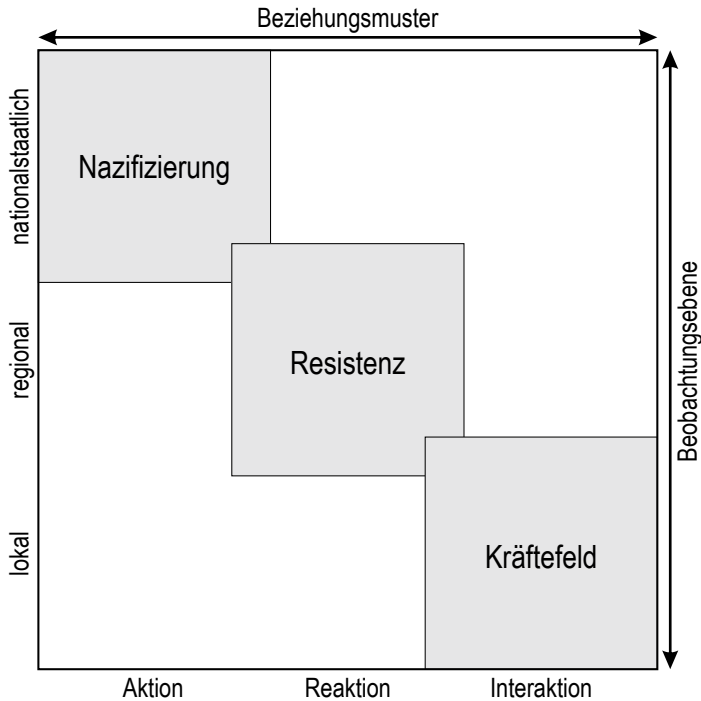 Beziehungsmuster
nationalstaatlich
Nazifizierung
regional
Resistenz
Beobachtungsebene
lokal
Kräftefeld
Aktion
Reaktion
Interaktion